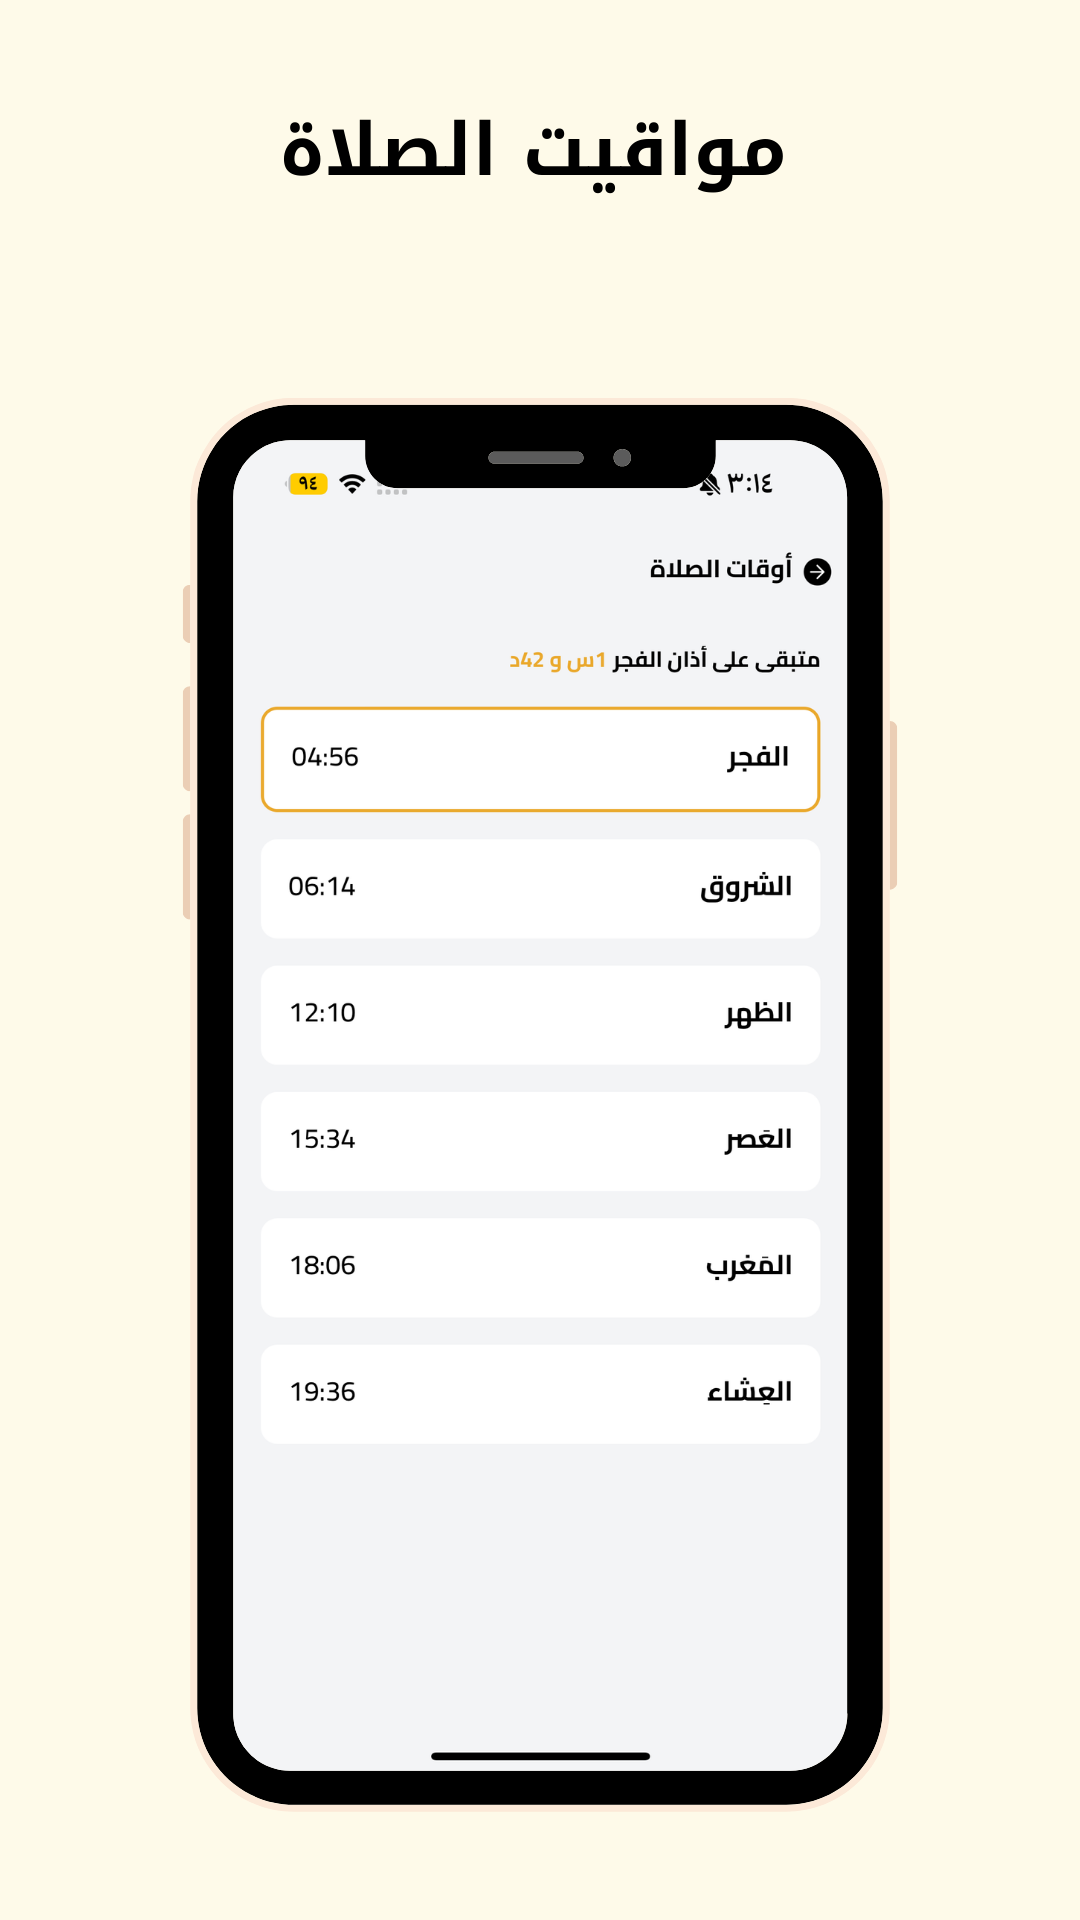 مواقيت الصلاة
٣:١٤ ٩٤
أوقات الصلاة
متبقى على أذان الفجر 1س و 42د
الفجر 04:56
الشروق 06:14
الظهر 12:10
العَصر 15:34
المَغرب 18:06
العِشاء 19:36